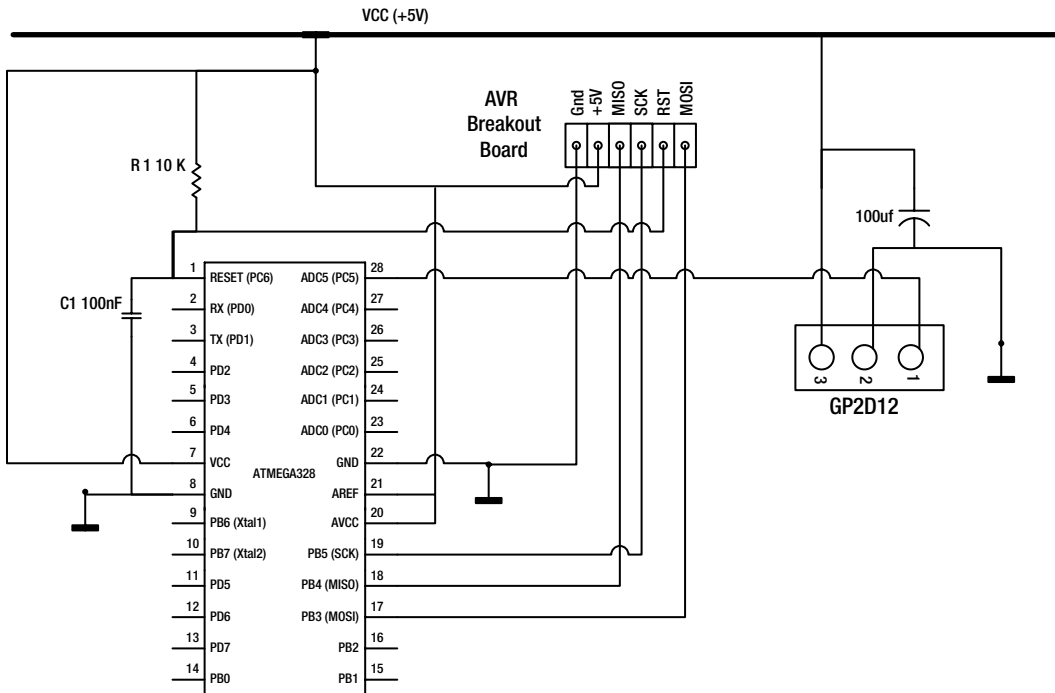 VCC (+5V)
AVR
Breakout
Board
Gnd
+5V
MISO
SCK
RST
MOSI
R 1 10 K
100uf
C1 100nF
1 RESET (PC6) ADC5 (PC5) 28
2 RX (PD0) ADC4 (PC4) 27
3 TX (PD1) ADC3 (PC3) 26
4 PD2 ADC2 (PC2) 25
5 PD3 ADC1 (PC1) 24
6 PD4 ADC0 (PC0) 23
7 VCC GND 22
ATMEGA328
8 GND AREF 21
9 PB6 (Xtal1) AVCC 20
10 PB7 (Xtal2) PB5 (SCK) 19
11 PD5 PB4 (MISO) 18
12 PD6 PB3 (MOSI) 17
13 PD7 PB2 16
14 PB0 PB1 15
3 2 1
GP2D12